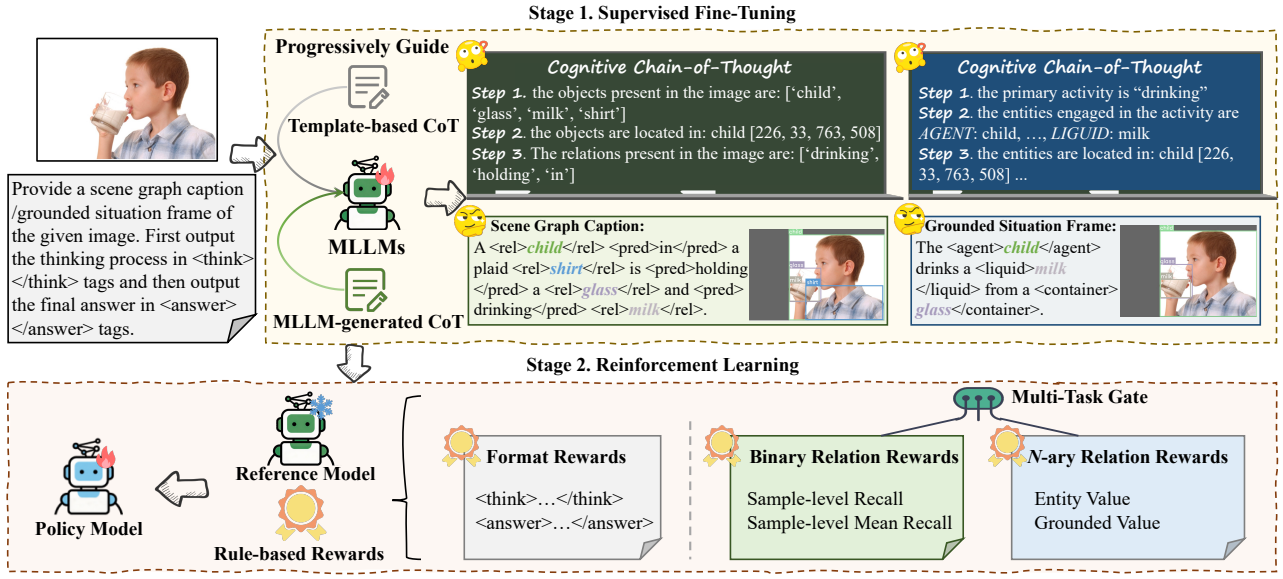 Stage 1. Supervised Fine-Tuning
Provide a scene graph caption
/grounded situation frame of
the given image. First output
the thinking process in <think>
</think> tags and then output
the final answer in <answer>
</answer> tags.
Progressively Guide
Template-based CoT
MLLMs
MLLM-generated CoT
Cognitive Chain-of-Thought
Step 1. the objects present in the image are: [‘child’,
‘glass’, ‘milk’, ‘shirt’]
Step 2. the objects are located in: child [226, 33, 763, 508]
Step 3. The relations present in the image are: [‘drinking’,
‘holding’, ‘in’]
Cognitive Chain-of-Thought
Step 1. the primary activity is “drinking”
Step 2. the entities engaged in the activity are
AGENT: child, …, LIGUID: milk
Step 3. the entities are located in: child [226,
33, 763, 508] ...
Scene Graph Caption:
A <rel>child</rel> <pred>in</pred> a
plaid <rel>shirt</rel> is <pred>holding
</pred> a <rel>glass</rel> and <pred>
drinking</pred> <rel>milk</rel>.
glass
shirt
Grounded Situation Frame:
The <agent>child</agent>
drinks a <liquid>milk
</liquid> from a <container>
glass</container>.
glass
Stage 2. Reinforcement Learning
Policy Model
Reference Model
Rule-based Rewards
Format Rewards
<think>…</think>
<answer>…</answer>
Multi-Task Gate
Binary Relation Rewards
Sample-level Recall
Sample-level Mean Recall
N-ary Relation Rewards
Entity Value
Grounded Value